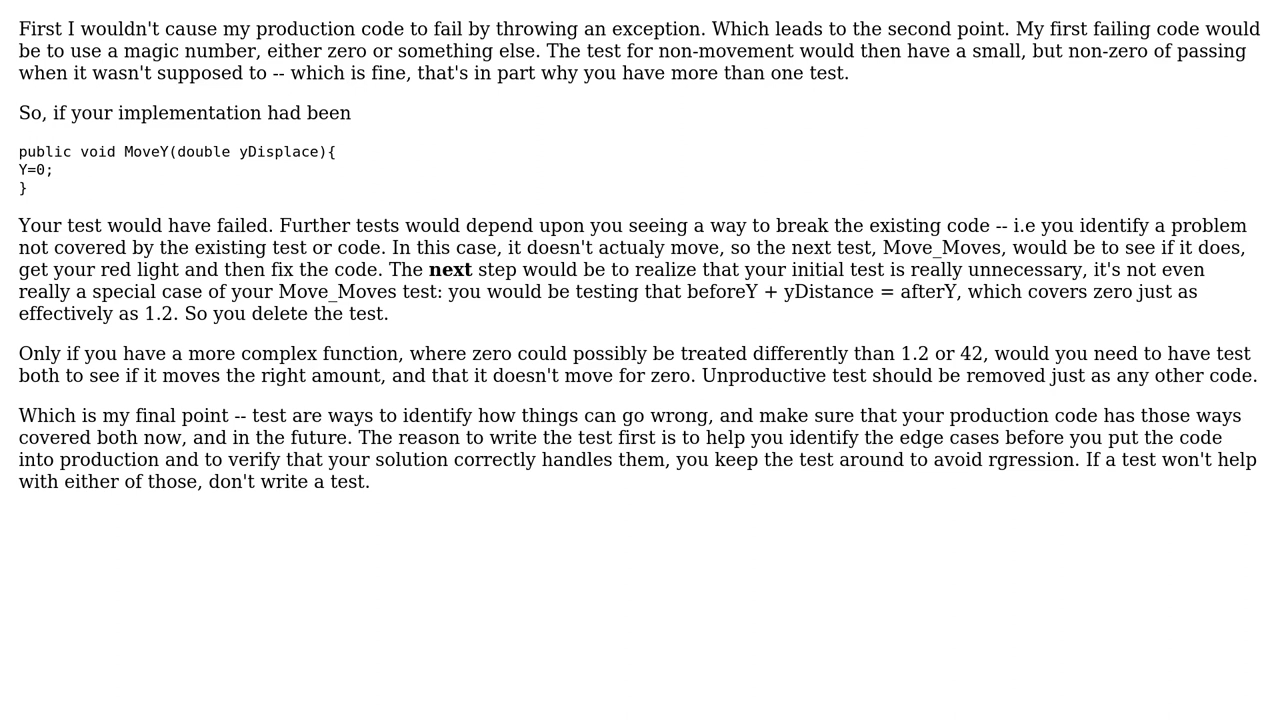 First I wouldn't cause my production code to fail by throwing an exception. Which leads to the second point. My first failing code would
be to use a magic number, either zero or something else. The test for non-movement would then have a small, but non-zero of passing
when it wasn't supposed to -- which is fine, that's in part why you have more than one test.
So, if your implementation had been
public void MoveY(double yDisplace){
Y=0;
}
Your test would have failed. Further tests would depend upon you seeing a way to break the existing code -- i.e you identify a problem
not covered by the existing test or code. In this case, it doesn't actualy move, so the next test, Move_Moves, would be to see if it does,
get your red light and then fix the code. The next step would be to realize that your initial test is really unnecessary, it's not even
really a special case of your Move_Moves test: you would be testing that beforeY + yDistance = afterY, which covers zero just as
effectively as 1.2. So you delete the test.
Only if you have a more complex function, where zero could possibly be treated differently than 1.2 or 42, would you need to have test
both to see if it moves the right amount, and that it doesn't move for zero. Unproductive test should be removed just as any other code.
Which is my final point -- test are ways to identify how things can go wrong, and make sure that your production code has those ways
covered both now, and in the future. The reason to write the test first is to help you identify the edge cases before you put the code
into production and to verify that your solution correctly handles them, you keep the test around to avoid rgression. If a test won't help
with either of those, don't write a test.